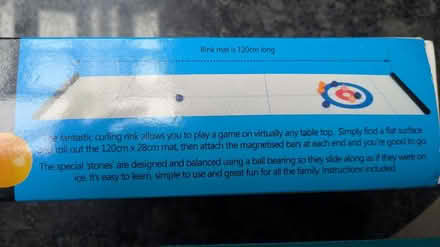 Rink mat is 120cm long
fantastic curling rink allows you to play a game on virtually any table top. Simply find a flat surface
roll out the 120cm x 28cm mat, then attach the magnetised bars at each end and you're good to go.
The special 'stones' are designed and balanced using a ball bearing so they slide along as if they were on
ice. It's easy to learn, simple to use and great fun for all the family. Instructions included.